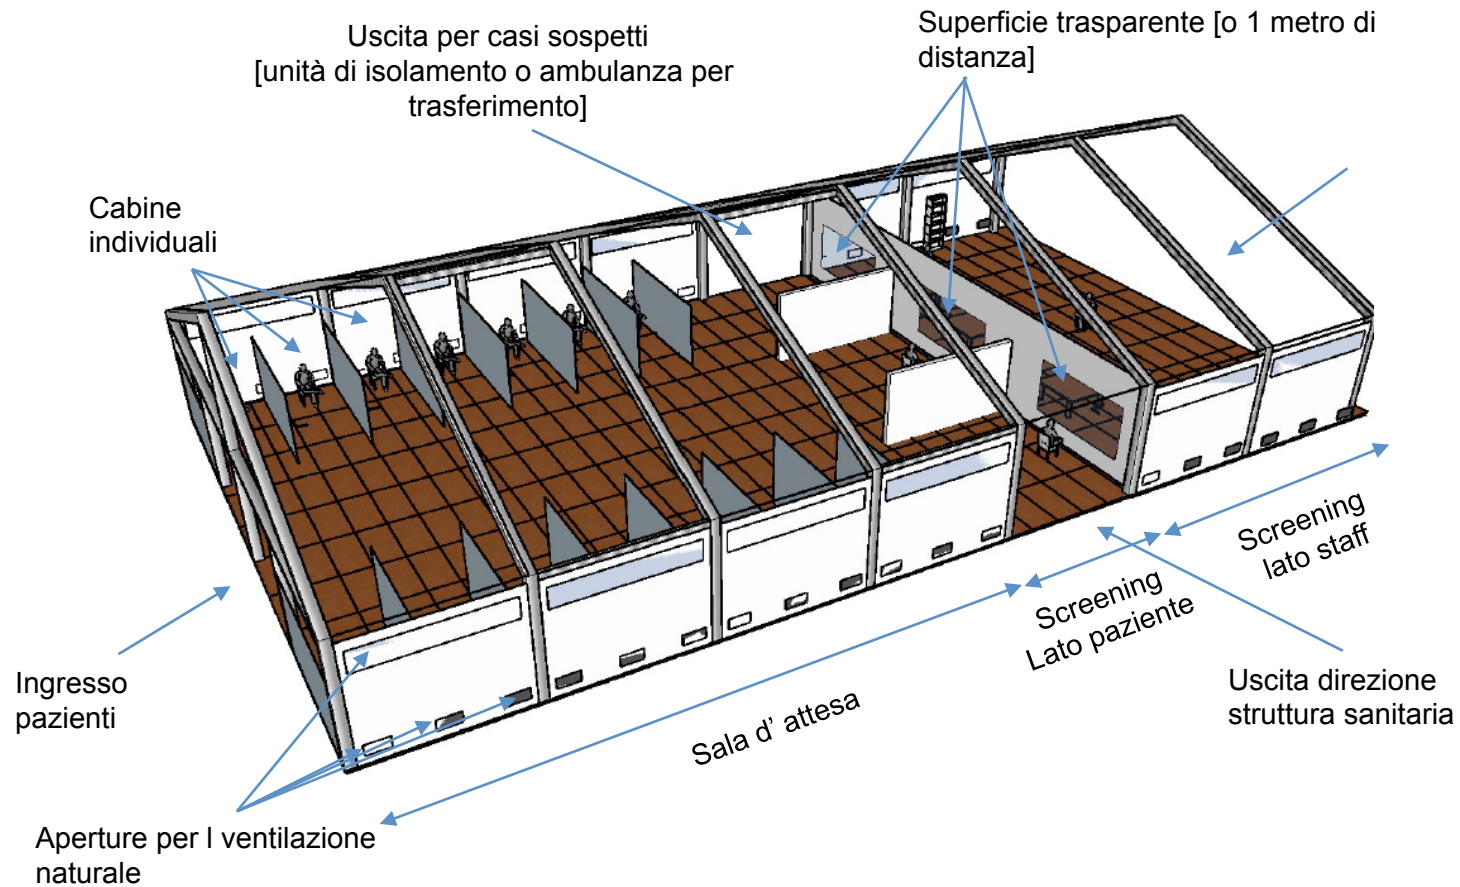 Uscita per casi sospetti
[unità di isolamento o ambulanza per
trasferimento]
Superficie trasparente [o 1 metro di
distanza]
Cabine
individuali
Ingresso
pazienti
Aperture per l ventilazione
naturale
Sala d’ attesa
Screening
Lato paziente
Screening
lato staff
Uscita direzione
struttura sanitaria